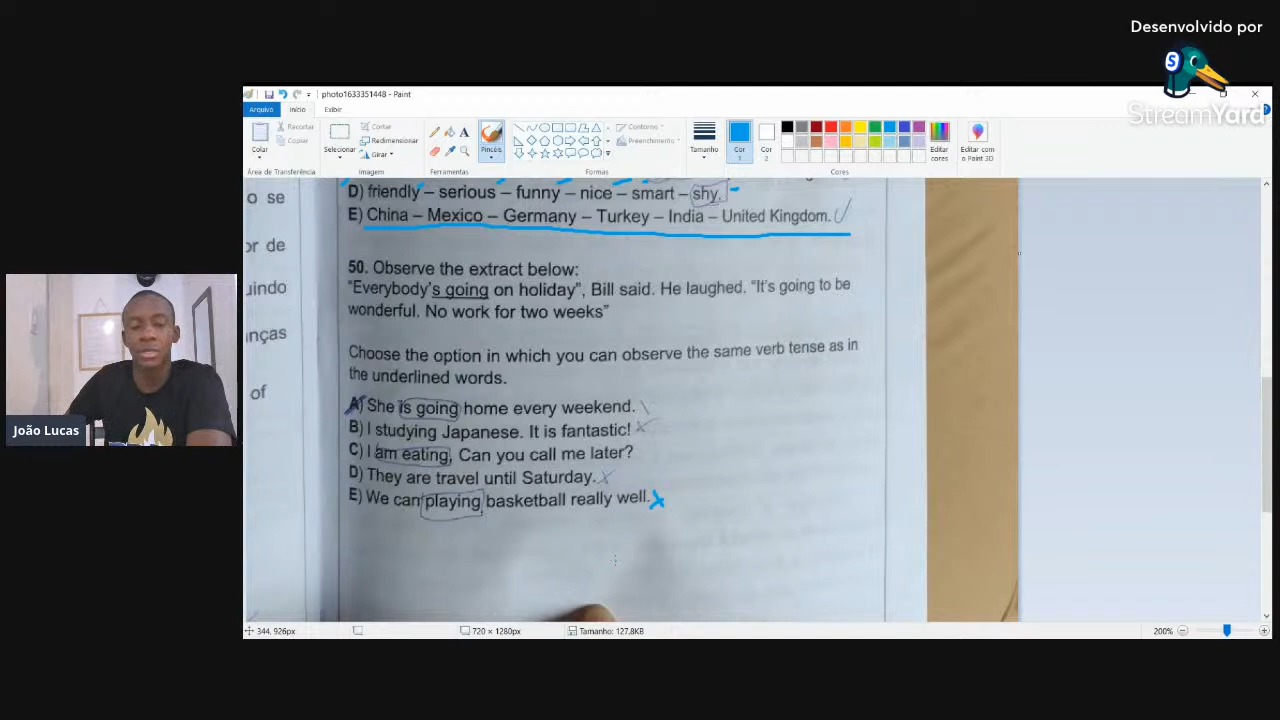 Desenvolvido por
S
StreamYard
photo1633351448 - Paint
Arquivo
Início
Exibir
Colar
Recortar
Copiar
Área de Transferência
Selecionar
Cortar
Redimensionar
Girar
Imagem
A
Ferramentas
Pincéis
Contorno
Preenchimento
Formas
Tamanho
Cor
1
Cor
2
Editar
cores
Editar com
o Paint 3D
Cores
o se
or de
uindo
nças
of
D) friendly – serious – funny – nice – smart – shy.
E) China – Mexico – Germany – Turkey – India – United Kingdom.
50. Observe the extract below:
"Everybody's going on holiday", Bill said. He laughed. "It's going to be
wonderful. No work for two weeks"
Choose the option in which you can observe the same verb tense as in
the underlined words.
A) She is going home every weekend.
B) I studying Japanese. It is fantastic!
C) I am eating, Can you call me later?
D) They are travel until Saturday.
E) We can playing basketball really well.
João Lucas
344, 926px
720 × 1280px
Tamanho: 127,8KB
200%